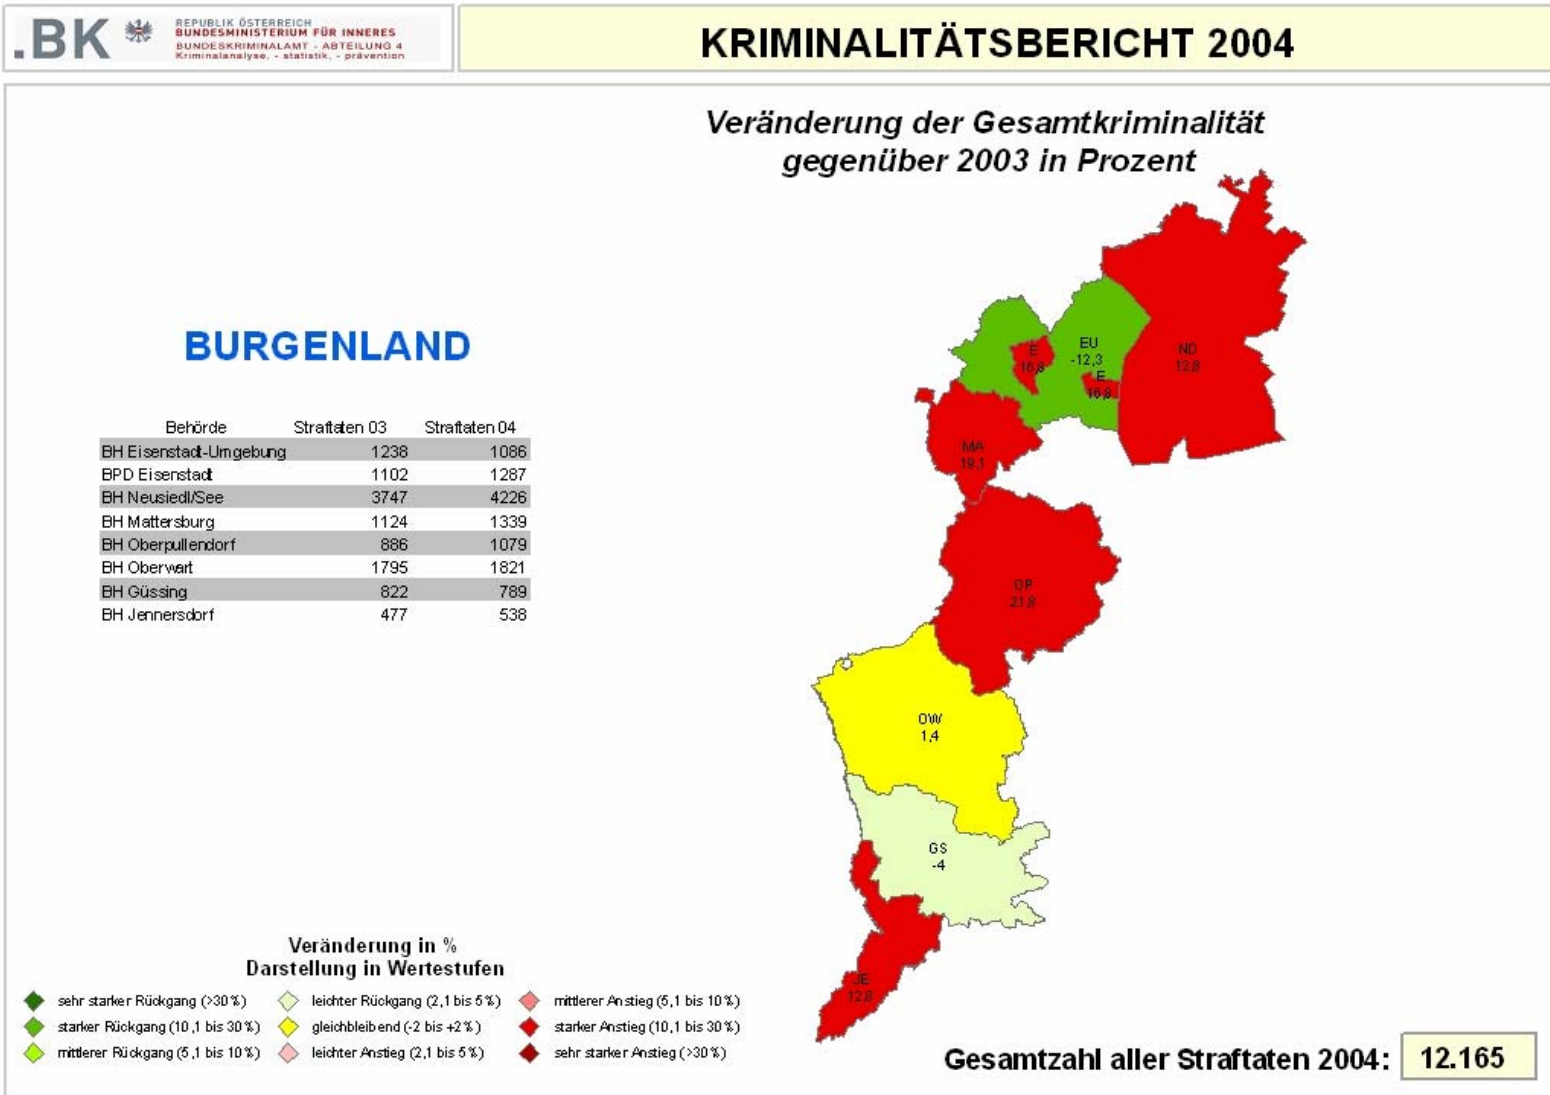 .BK
REPUBLIK ÖSTERREICH
BUNDESMINISTERIUM FÜR INNERES
BUNDESKRIMINALAMT - ABTEILUNG 4
Kriminalanalyse, - statistik, - prävention
KRIMINALITÄTSBERICHT 2004
Veränderung der Gesamtkriminalität
gegenüber 2003 in Prozent
BURGENLAND
Behörde Straftaten 03 Straftaten 04
BH Eisenstadt-Umgebung 1238 1086
BPD Eisenstadt 1102 1287
BH Neusiedl/See 3747 4226
BH Mattersburg 1124 1339
BH Oberpullendorf 886 1079
BH Oberwart 1795 1821
BH Güssing 822 789
BH Jennersdorf 477 538
EU
-12,3
E
16,8
E
16,8
ND
12,8
MA
19,1
OP
21,8
OW
1,4
GS
-4
JE
12,8
Veränderung in %
Darstellung in Wertestufen
sehr starker Rückgang (>30%) leichter Rückgang (2,1 bis 5%) mittlerer Anstieg (5,1 bis 10%)
starker Rückgang (10,1 bis 30%) gleichbleibend (-2 bis +2%) starker Anstieg (10,1 bis 30%)
mittlerer Rückgang (5,1 bis 10%) leichter Anstieg (2,1 bis 5%) sehr starker Anstieg (>30%)
Gesamtzahl aller Straftaten 2004: 12.165